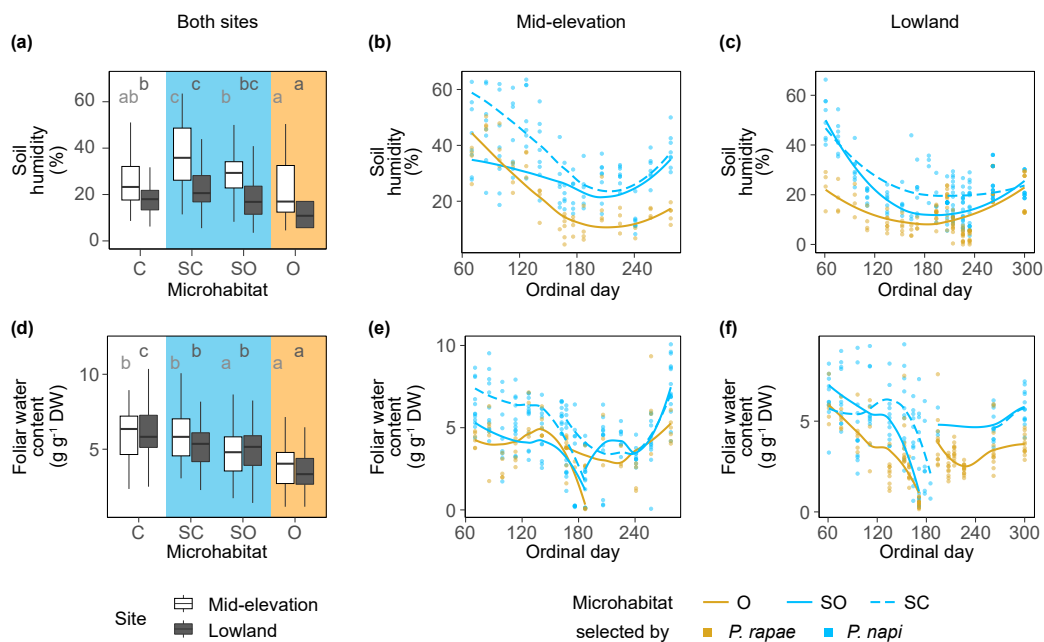 Both sites
Mid-elevation
Lowland
(a)
(b)
(c)
Soil
humidity
(%)
60
40
20
0
ab b c c b bc a a
C SC SO O
Microhabitat
Soil
humidity
(%)
60
40
20
60 120 180 240
Ordinal day
Soil
humidity
(%)
60
40
20
0
60 120 180 240 300
Ordinal day
(d)
(e)
(f)
Foliar water
content
(g g⁻¹ DW)
10
5
b c b b a b a a
C SC SO O
Microhabitat
Foliar water
content
(g g⁻¹ DW)
10
5
0
60 120 180 240
Ordinal day
Foliar water
content
(g g⁻¹ DW)
5
0
60 120 180 240 300
Ordinal day
Site
Mid-elevation
Lowland
Microhabitat O SO SC
selected by P. rapae P. napi